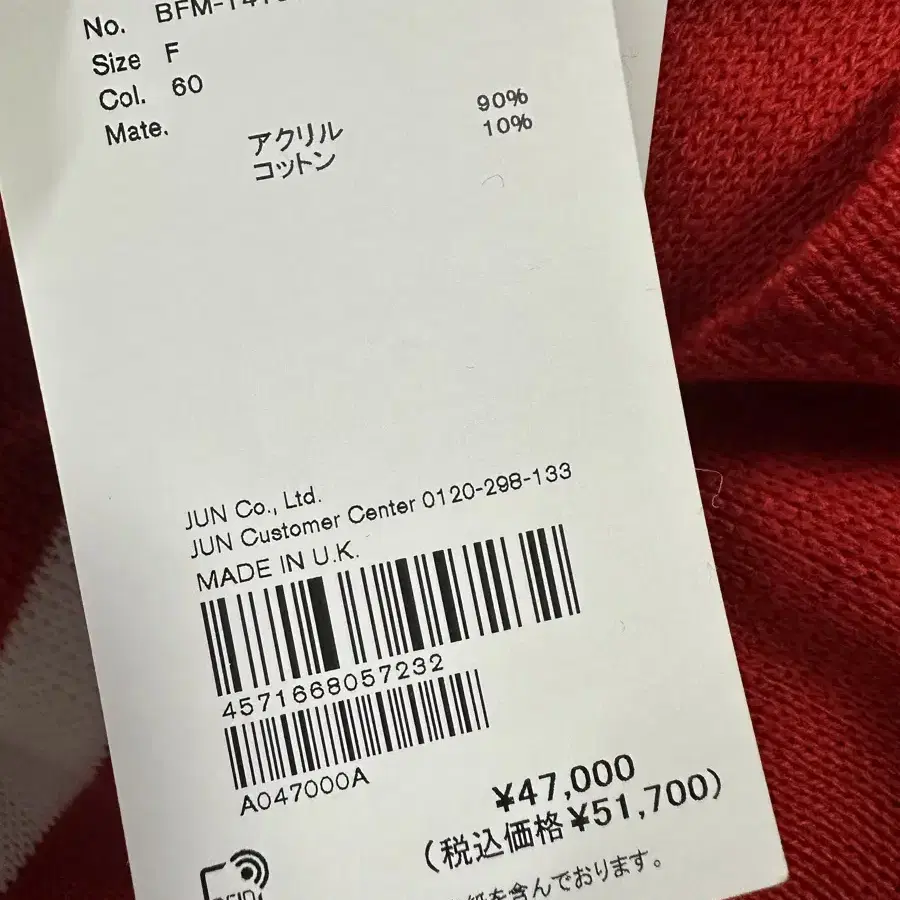 No.
Size F
Col. 60
Mate.
アクリル 90%
コットン 10%
JUN Co., Ltd.
JUN Customer Center 0120-298-133
MADE IN U.K.
4571668057232
A047000A
¥47,000
(税込価格¥51,700)
を含んでおります。